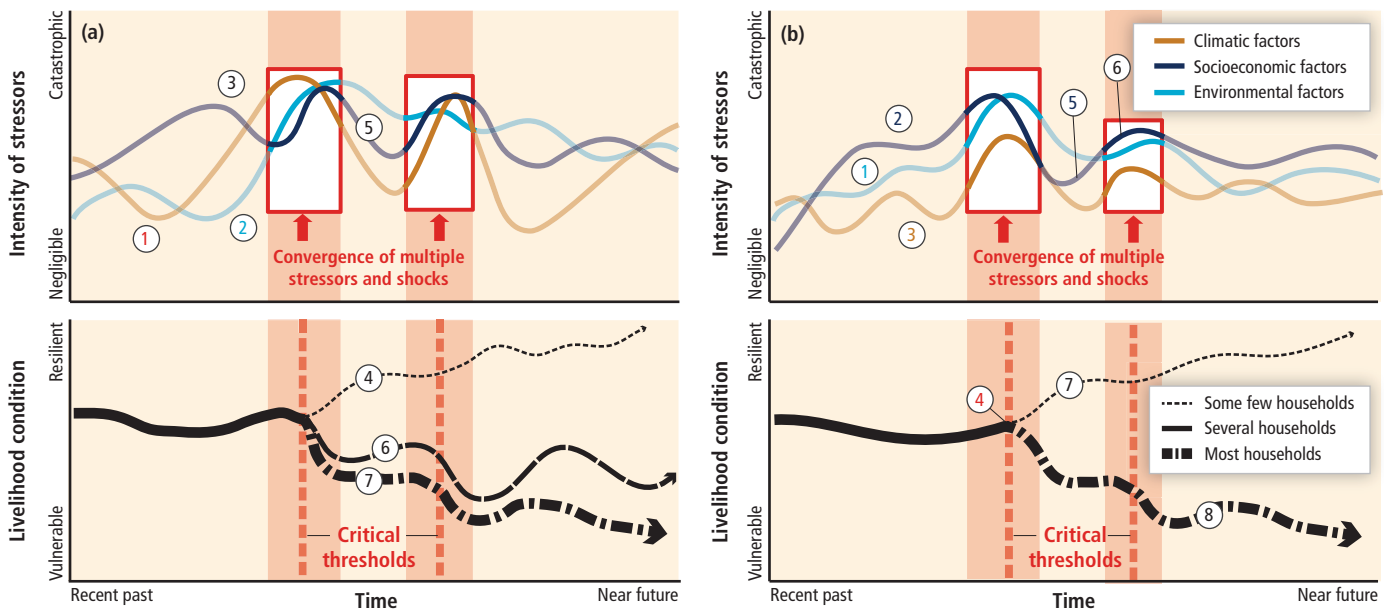 (a)
Intensity of stressors
Catastrophic
Negligible
3
5
1
2
Convergence of multiple
stressors and shocks
Livelihood condition
Resilient
Vulnerable
4
6
7
Critical
thresholds
Recent past
Time
Near future
(b)
Intensity of stressors
Catastrophic
Negligible
Climatic factors
Socioeconomic factors
Environmental factors
6
2
5
1
3
Convergence of multiple
stressors and shocks
Livelihood condition
Resilient
Vulnerable
4
7
Some few households
Several households
Most households
8
Critical
thresholds
Recent past
Time
Near future